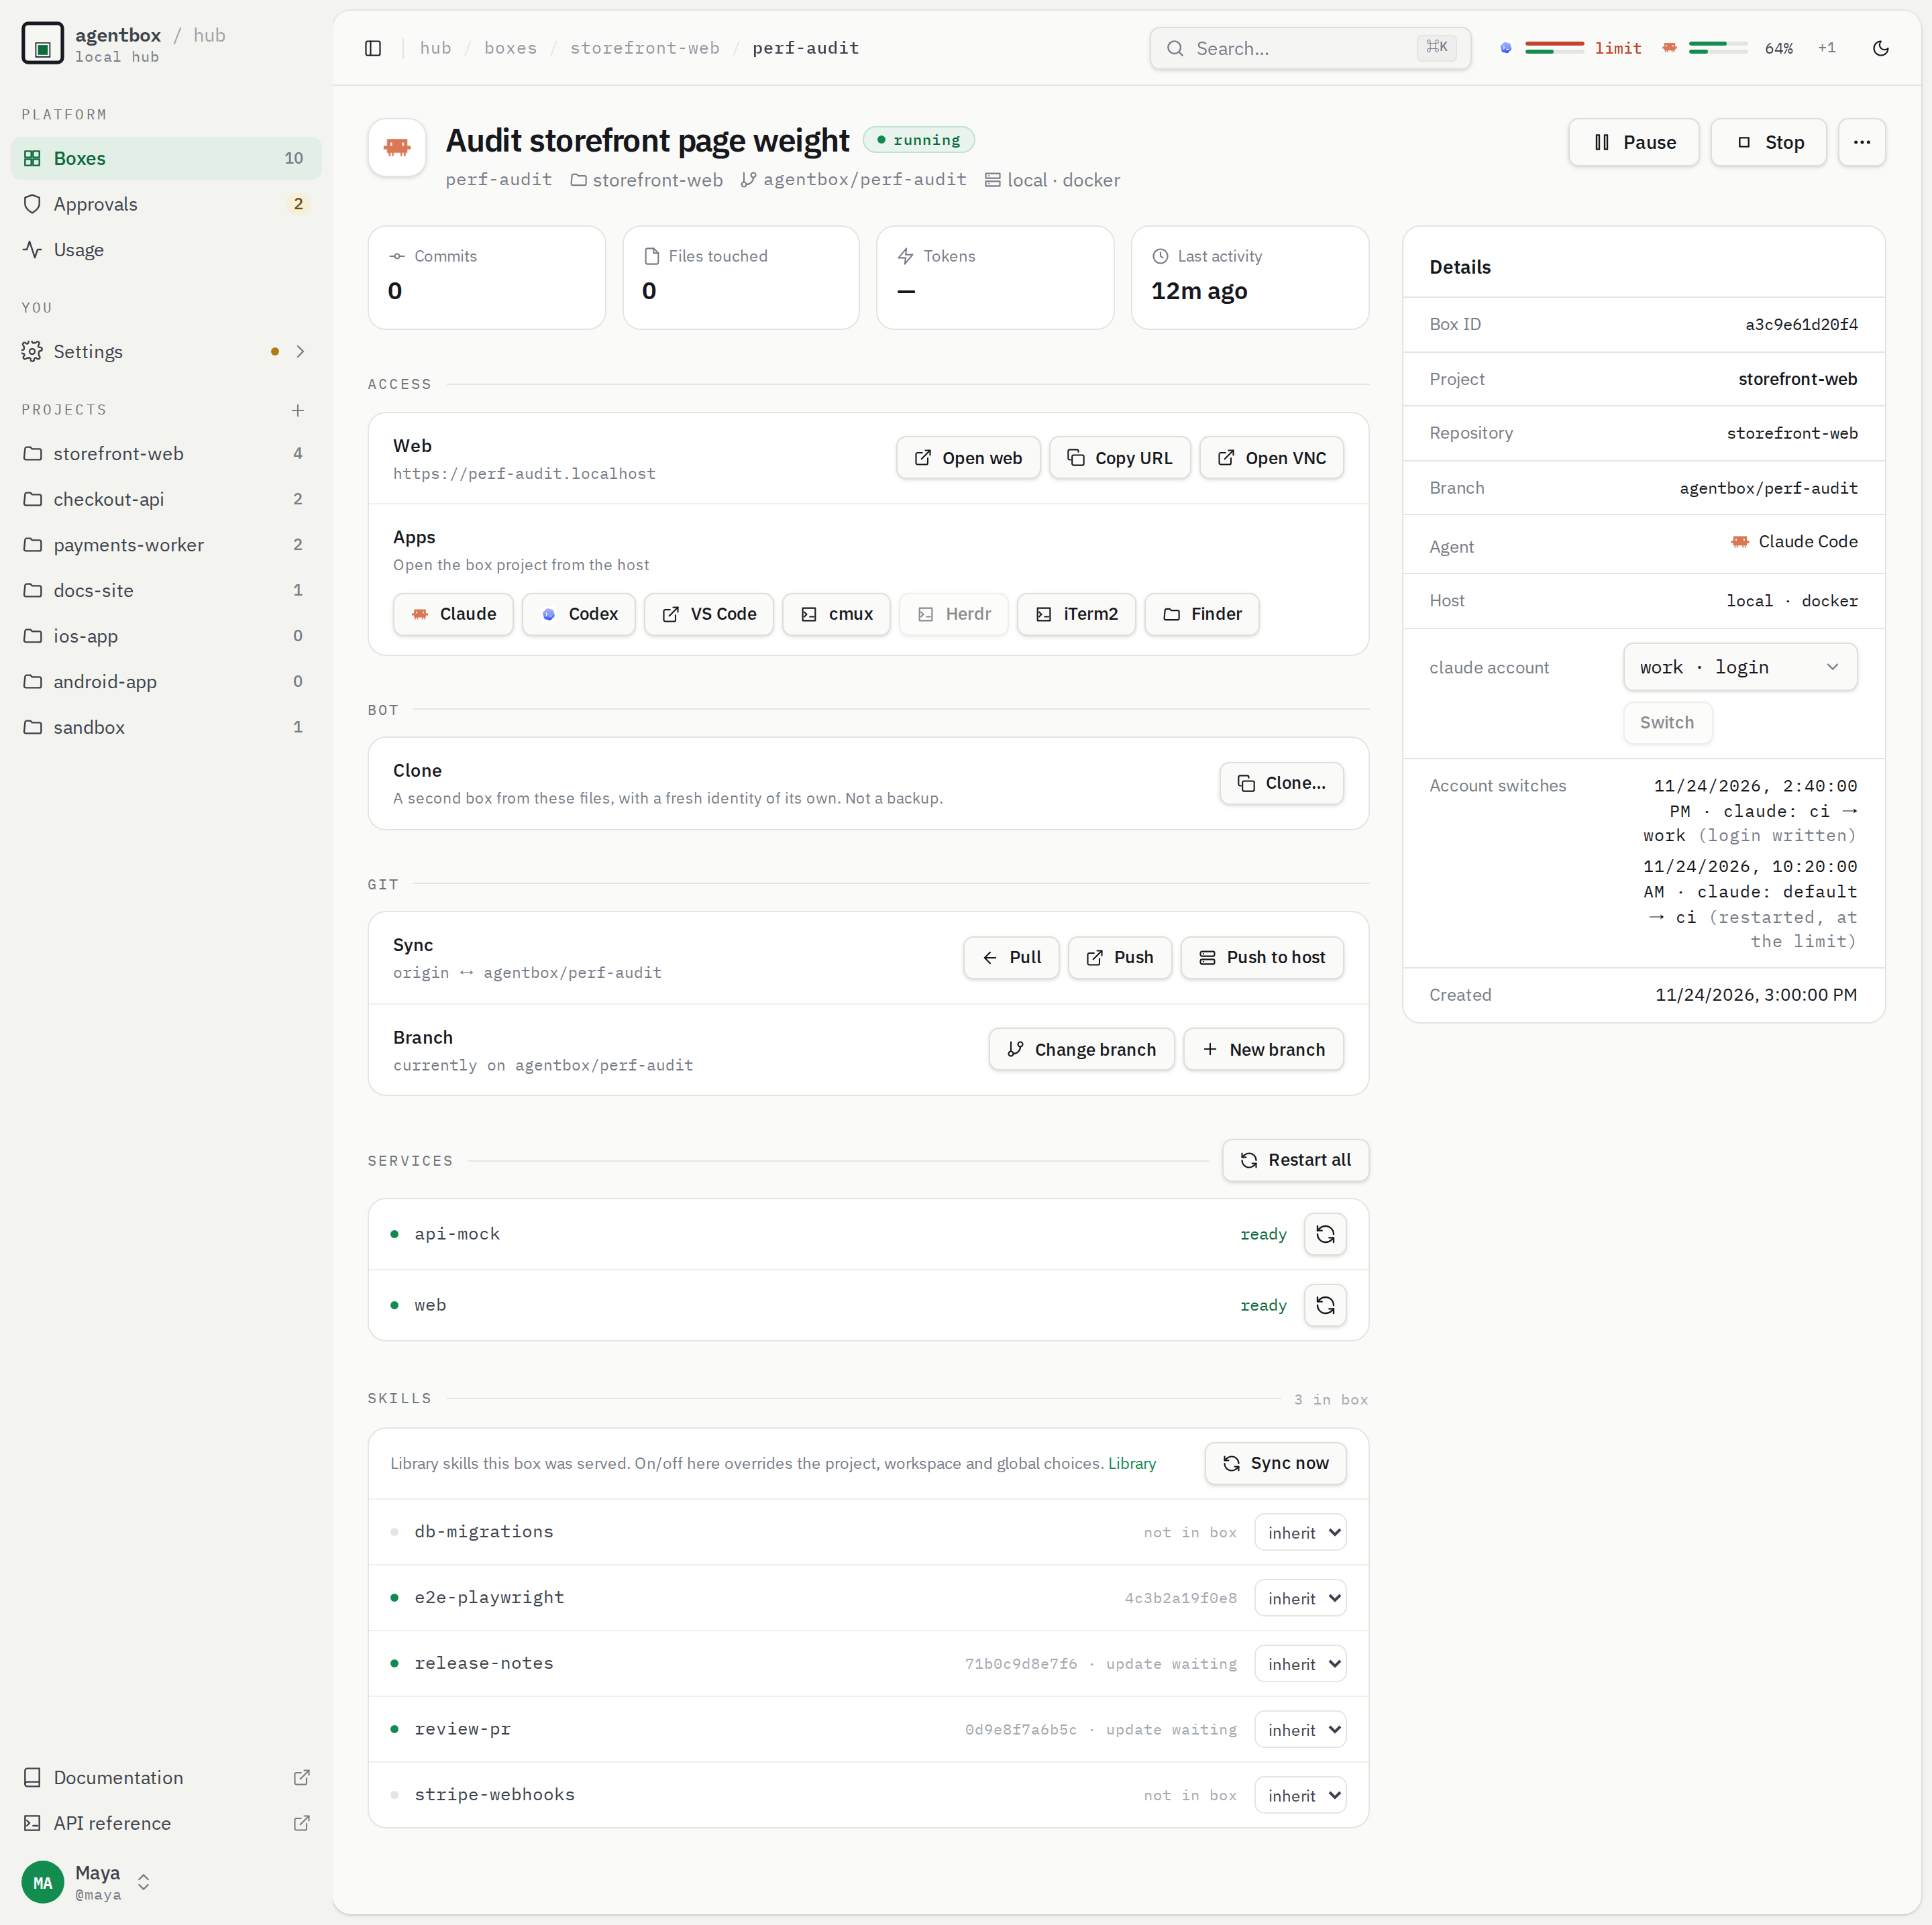 agentbox / hub
local hub
PLATFORM
Boxes 10
Approvals 2
Usage
YOU
Settings
PROJECTS
storefront-web 4
checkout-api 2
payments-worker 2
docs-site 1
ios-app 0
android-app 0
sandbox 1
Documentation
API reference
MA
Maya
@maya
hub / boxes / storefront-web / perf-audit
Search... ⌘K
limit
64%
+1
Audit storefront page weight
running
perf-audit storefront-web agentbox/perf-audit local · docker
Pause
Stop
Commits
0
Files touched
0
Tokens
—
Last activity
12m ago
ACCESS
Web
https://perf-audit.localhost
Open web
Copy URL
Open VNC
Apps
Open the box project from the host
Claude
Codex
VS Code
cmux
Herdr
iTerm2
Finder
BOT
Clone
A second box from these files, with a fresh identity of its own. Not a backup.
Clone...
GIT
Sync
origin ↔ agentbox/perf-audit
Pull
Push
Push to host
Branch
currently on agentbox/perf-audit
Change branch
New branch
SERVICES
Restart all
api-mock ready
web ready
SKILLS
3 in box
Library skills this box was served. On/off here overrides the project, workspace and global choices. Library
Sync now
db-migrations not in box inherit
e2e-playwright 4c3b2a19f0e8 inherit
release-notes 71b0c9d8e7f6 · update waiting inherit
review-pr 0d9e8f7a6b5c · update waiting inherit
stripe-webhooks not in box inherit
Details
Box ID a3c9e61d20f4
Project storefront-web
Repository storefront-web
Branch agentbox/perf-audit
Agent Claude Code
Host local · docker
claude account work · login
Switch
Account switches 11/24/2026, 2:40:00
PM · claude: ci →
work (login written)
11/24/2026, 10:20:00
AM · claude: default
→ ci (restarted, at
the limit)
Created 11/24/2026, 3:00:00 PM